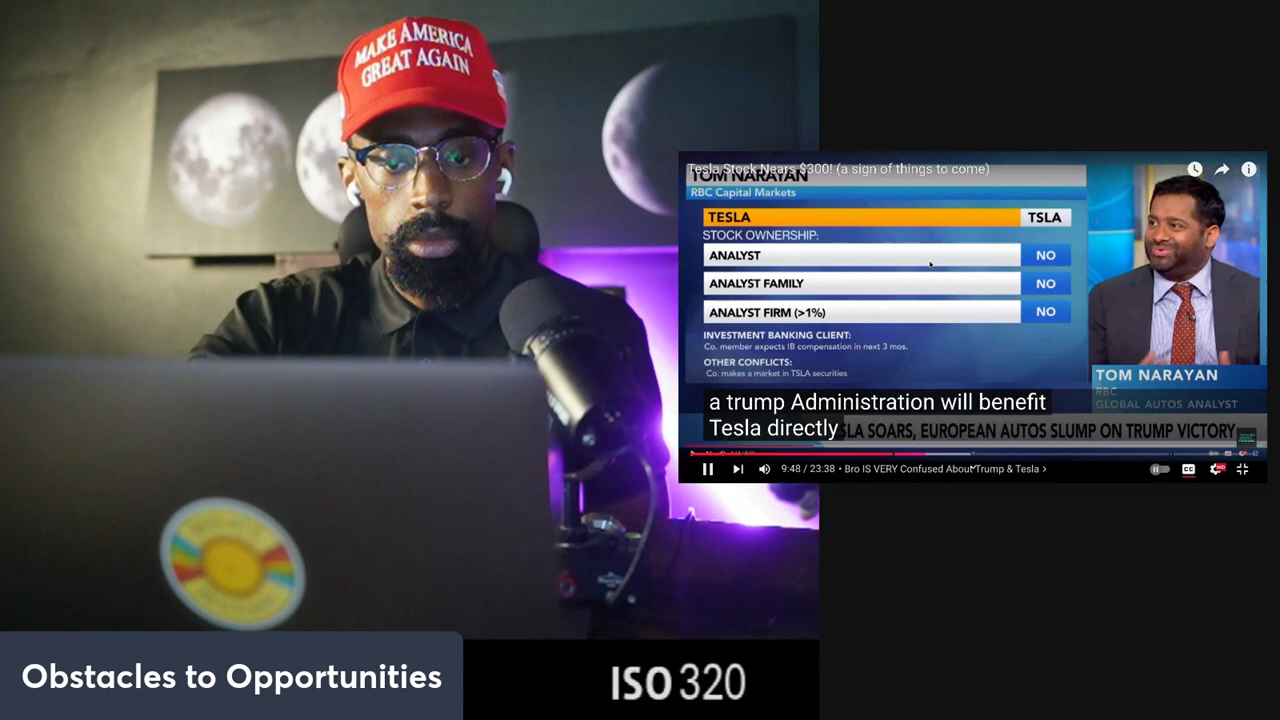 MAKE AMERICA
GREAT AGAIN
Tesla Stock Nears $300! (a sign of things to come)
TOM NARAYAN
RBC Capital Markets
TESLA TSLA
STOCK OWNERSHIP:
ANALYST NO
ANALYST FAMILY NO
ANALYST FIRM (>1%) NO
INVESTMENT BANKING CLIENT:
Co. member expects IB compensation in next 3 mos.
OTHER CONFLICTS:
Co. makes a market in TSLA securities
TOM NARAYAN
RBC
GLOBAL AUTOS ANALYST
a trump Administration will benefit
Tesla directly
SLA SOARS, EUROPEAN AUTOS SLUMP ON TRUMP VICTORY
9:48 / 23:38 • Bro IS VERY Confused About Trump & Tesla >
CC
HD
Obstacles to Opportunities
ISO 320